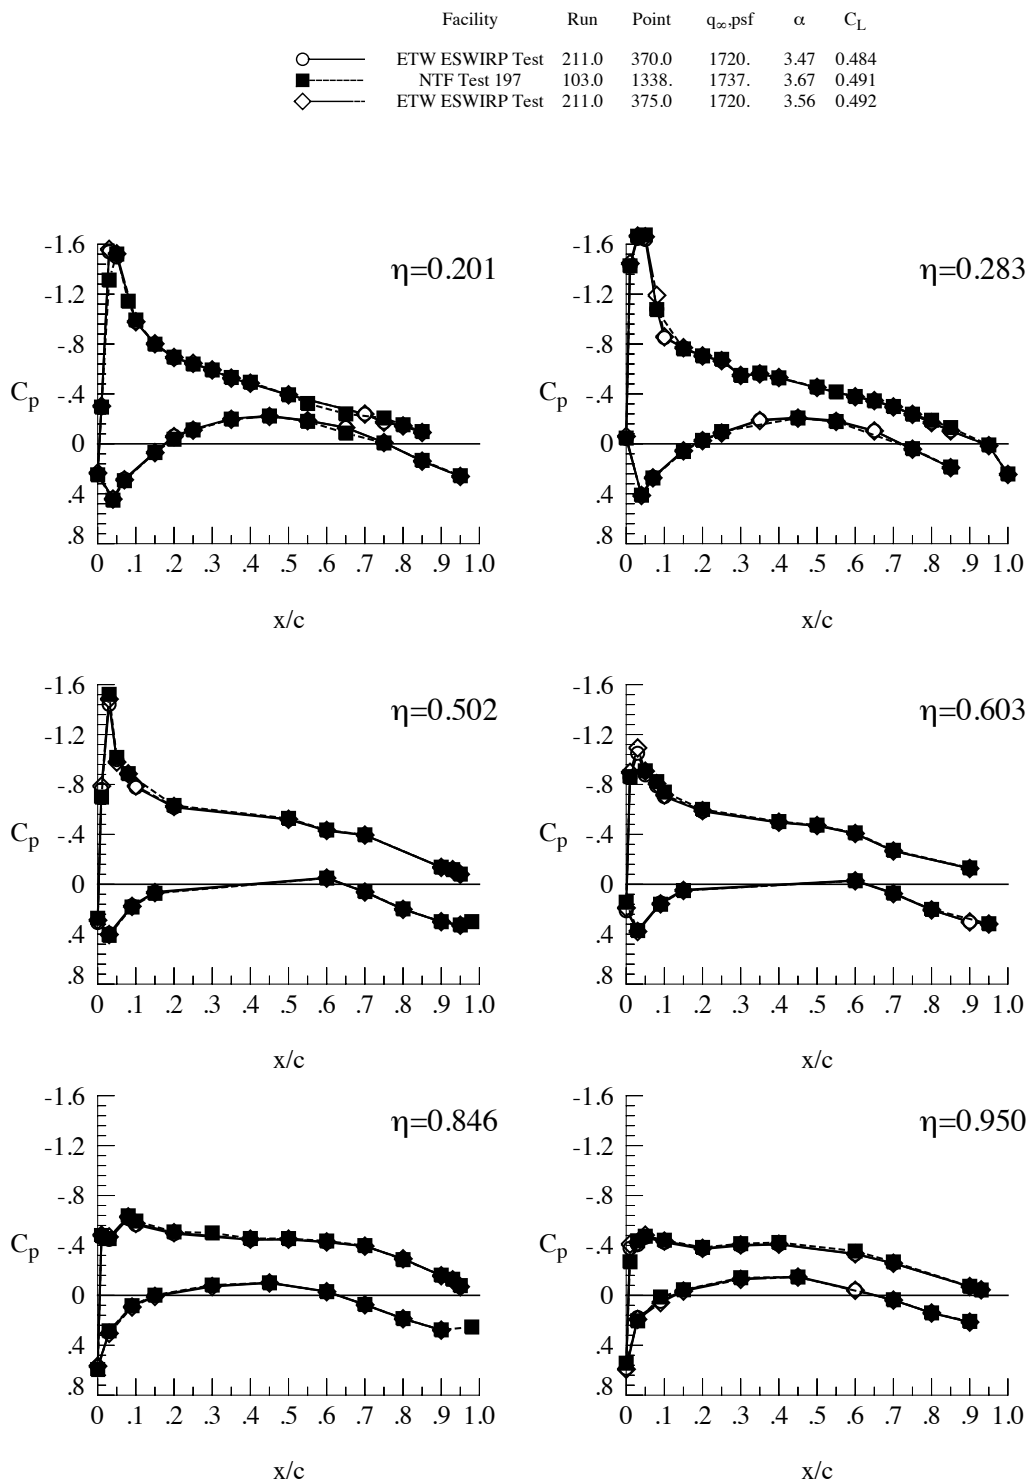 Facility Run Point q∞,psf α CL
ETW ESWIRP Test 211.0 370.0 1720. 3.47 0.484
NTF Test 197 103.0 1338. 1737. 3.67 0.491
ETW ESWIRP Test 211.0 375.0 1720. 3.56 0.492
-1.6
-1.2
-.8
-.4
0
.4
.8
Cp
η=0.201
0 .1 .2 .3 .4 .5 .6 .7 .8 .9 1.0
x/c
-1.6
-1.2
-.8
-.4
0
.4
.8
Cp
η=0.283
0 .1 .2 .3 .4 .5 .6 .7 .8 .9 1.0
x/c
-1.6
-1.2
-.8
-.4
0
.4
.8
Cp
η=0.502
0 .1 .2 .3 .4 .5 .6 .7 .8 .9 1.0
x/c
-1.6
-1.2
-.8
-.4
0
.4
.8
Cp
η=0.603
0 .1 .2 .3 .4 .5 .6 .7 .8 .9 1.0
x/c
-1.6
-1.2
-.8
-.4
0
.4
.8
Cp
η=0.846
0 .1 .2 .3 .4 .5 .6 .7 .8 .9 1.0
x/c
-1.6
-1.2
-.8
-.4
0
.4
.8
Cp
η=0.950
0 .1 .2 .3 .4 .5 .6 .7 .8 .9 1.0
x/c